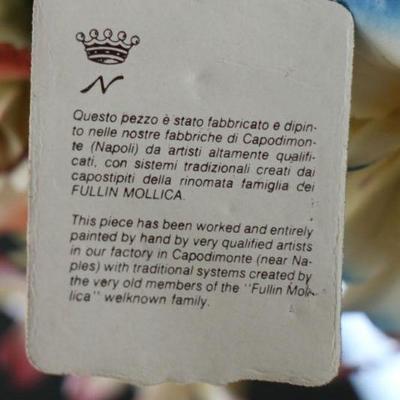 N
Questo pezzo è stato fabbricato e dipin-
to nelle nostre fabbriche di Capodimon-
te (Napoli) da artisti altamente qualifi-
cati, con sistemi tradizionali creati dai
capostipiti della rinomata famiglia dei
FULLIN MOLLICA.
This piece has been worked and entirely
painted by hand by very qualified artists
in our factory in Capodimonte (near Na-
ples) with traditional systems created by
the very old members of the "Fullin Mol-
lica" welknown family.